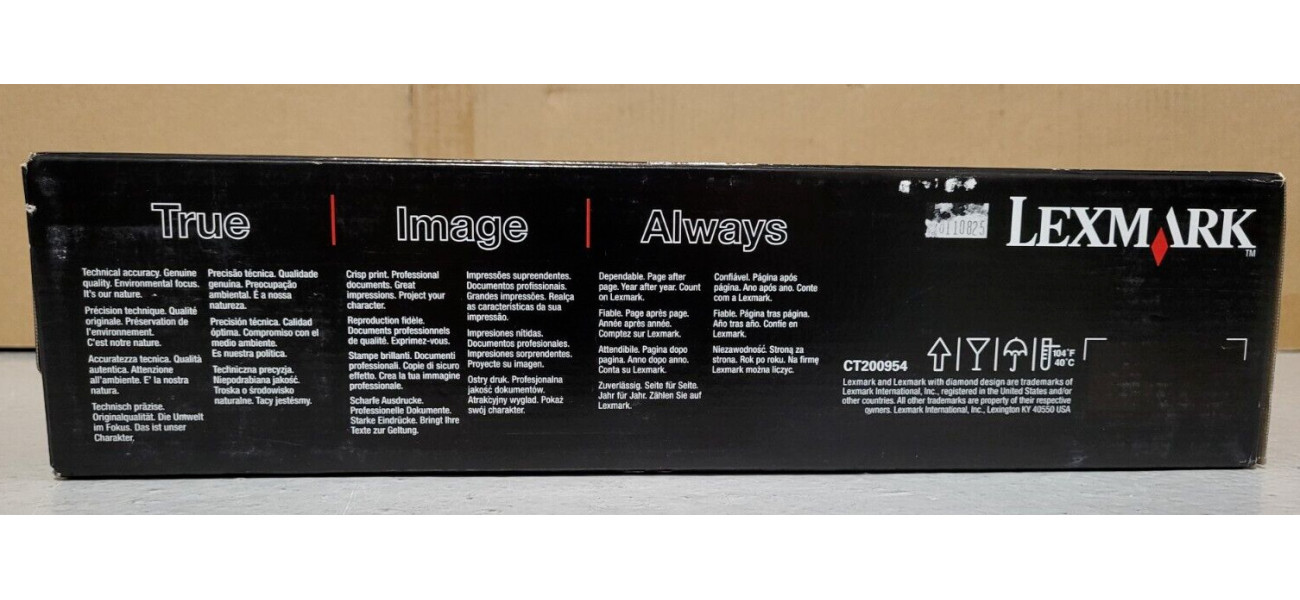 True
Technical accuracy. Genuine
quality. Environmental focus.
It's our nature.
Précision technique. Qualité
originale. Préservation de
l'environnement.
C'est notre nature.
Accuratezza tecnica. Qualità
autentica. Attenzione
all'ambiente. E' la nostra
natura.
Technisch präzise.
Originalqualität. Die Umwelt
im Fokus. Das ist unser
Charakter.
Precisão técnica. Qualidade
genuína. Preocupação
ambiental. É a nossa
natureza.
Precisión técnica. Calidad
óptima. Compromiso con el
medio ambiente.
Es nuestra política.
Techniczna precyzja.
Niepodrabiana jakość.
Troska o środowisko
naturalne. Tacy jesteśmy.
Image
Crisp print. Professional
documents. Great
impressions. Project your
character.
Reproduction fidèle.
Documents professionnels
de qualité. Exprimez-vous.
Stampe brillanti. Documenti
professionali. Copie di sicuro
effetto. Crea la tua immagine
professionale.
Scharfe Ausdrucke.
Professionelle Dokumente.
Starke Eindrücke. Bringt Ihre
Texte zur Geltung.
Impressões supreendentes.
Documentos profissionais.
Grandes impressões. Realça
as características da sua
impressão.
Impresiones nítidas.
Documentos profesionales.
Impresiones sorprendentes.
Proyecte su imagen.
Ostry druk. Profesjonalna
jakość dokumentów.
Atrakcyjny wygląd. Pokaż
swój charakter.
Always
Dependable. Page after
page. Year after year. Count
on Lexmark.
Fiable. Page après page.
Année après année.
Comptez sur Lexmark.
Attendibile. Pagina dopo
pagina. Anno dopo anno.
Conta su Lexmark.
Zuverlässig. Seite für Seite.
Jahr für Jahr. Zählen Sie auf
Lexmark.
Confiável. Página após
página. Ano após ano. Conte
com a Lexmark.
Fiable. Página tras página.
Año tras año. Confíe en
Lexmark.
Niezawodność. Stroną za
strona. Rok po roku. Na firmę
Lexmark można liczyc.
20110825
LEXMARK
TM
CT200954
104°F
40°C
Lexmark and Lexmark with diamond design are trademarks of
Lexmark International, Inc., registered in the United States and/or
other countries. All other trademarks are property of their respective
owners. Lexmark International, Inc., Lexington KY 40550 USA